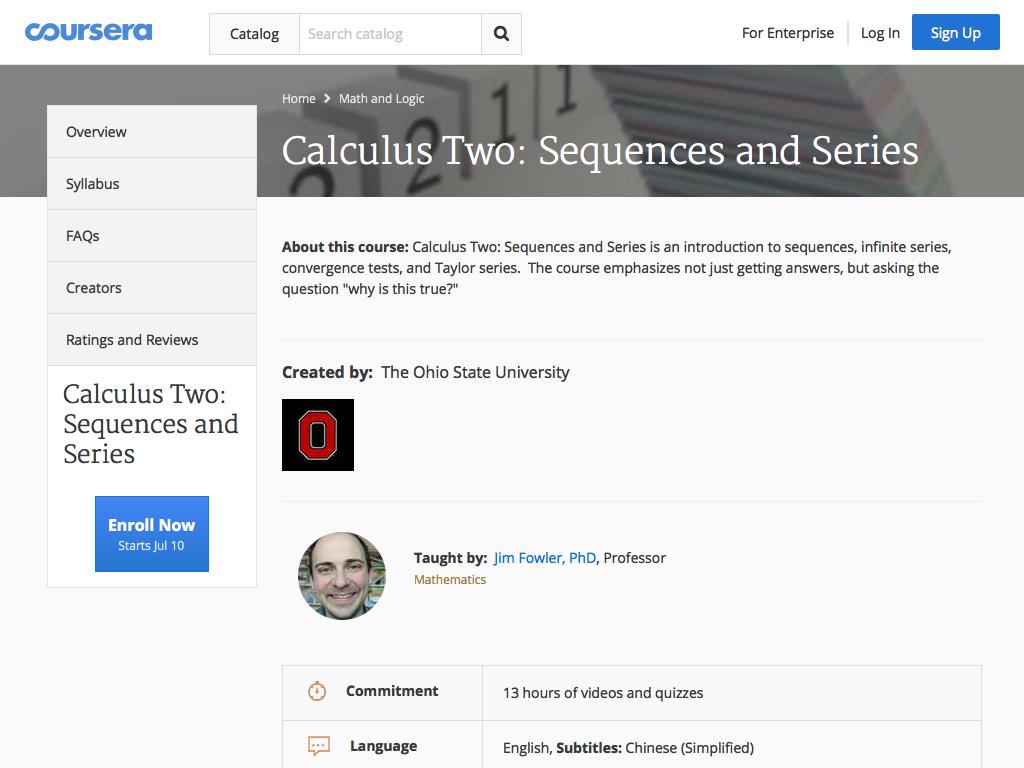 coursera
Catalog
Search catalog
For Enterprise
Log In
Sign Up
Home > Math and Logic
Calculus Two: Sequences and Series
Overview
Syllabus
FAQs
Creators
Ratings and Reviews
Calculus Two:
Sequences and
Series
Enroll Now
Starts Jul 10
About this course: Calculus Two: Sequences and Series is an introduction to sequences, infinite series,
convergence tests, and Taylor series. The course emphasizes not just getting answers, but asking the
question "why is this true?"
Created by: The Ohio State University
O
Taught by: Jim Fowler, PhD, Professor
Mathematics
Commitment
13 hours of videos and quizzes
Language
English, Subtitles: Chinese (Simplified)